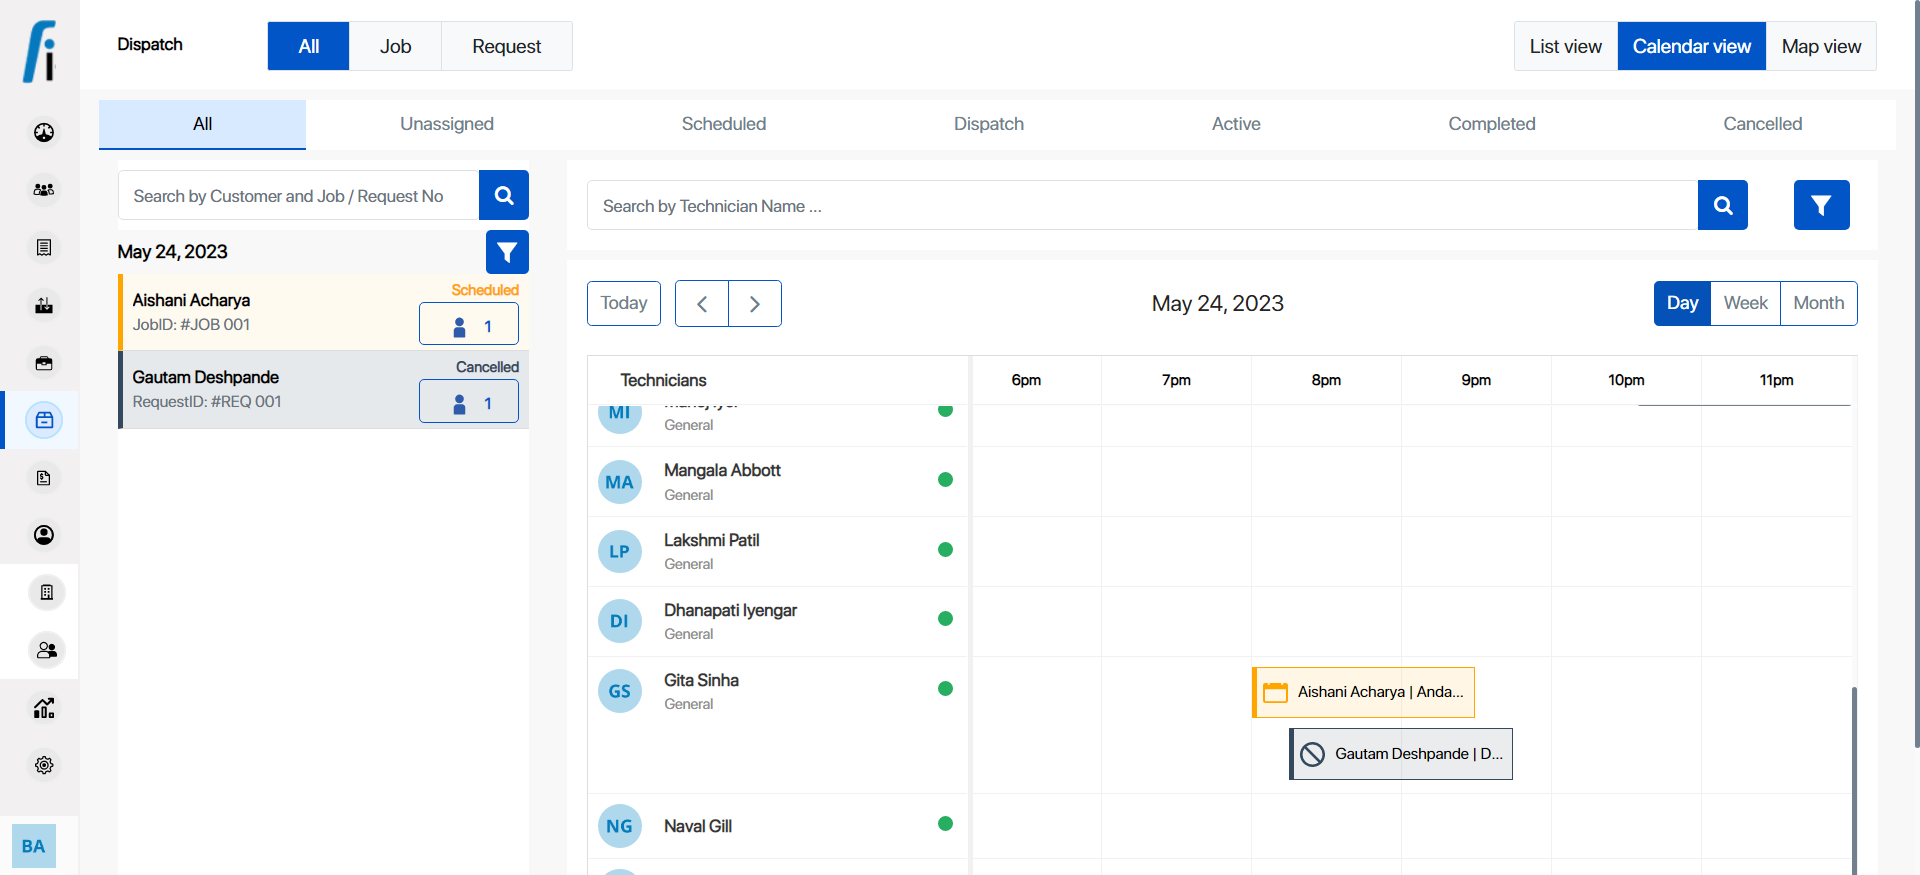 Dispatch
All
Job
Request
List view
Calendar view
Map view
All
Unassigned
Scheduled
Dispatch
Active
Completed
Cancelled
Search by Customer and Job / Request No
May 24, 2023
Aishani Acharya
Scheduled
JobID: #JOB 001
1
Gautam Deshpande
Cancelled
RequestID: #REQ 001
1
Search by Technician Name ...
Today
May 24, 2023
Day
Week
Month
Technicians
6pm
7pm
8pm
9pm
10pm
11pm
MI
General
MA
Mangala Abbott
General
LP
Lakshmi Patil
General
DI
Dhanapati Iyengar
General
GS
Gita Sinha
General
Aishani Acharya | Anda...
Gautam Deshpande | D...
NG
Naval Gill
BA